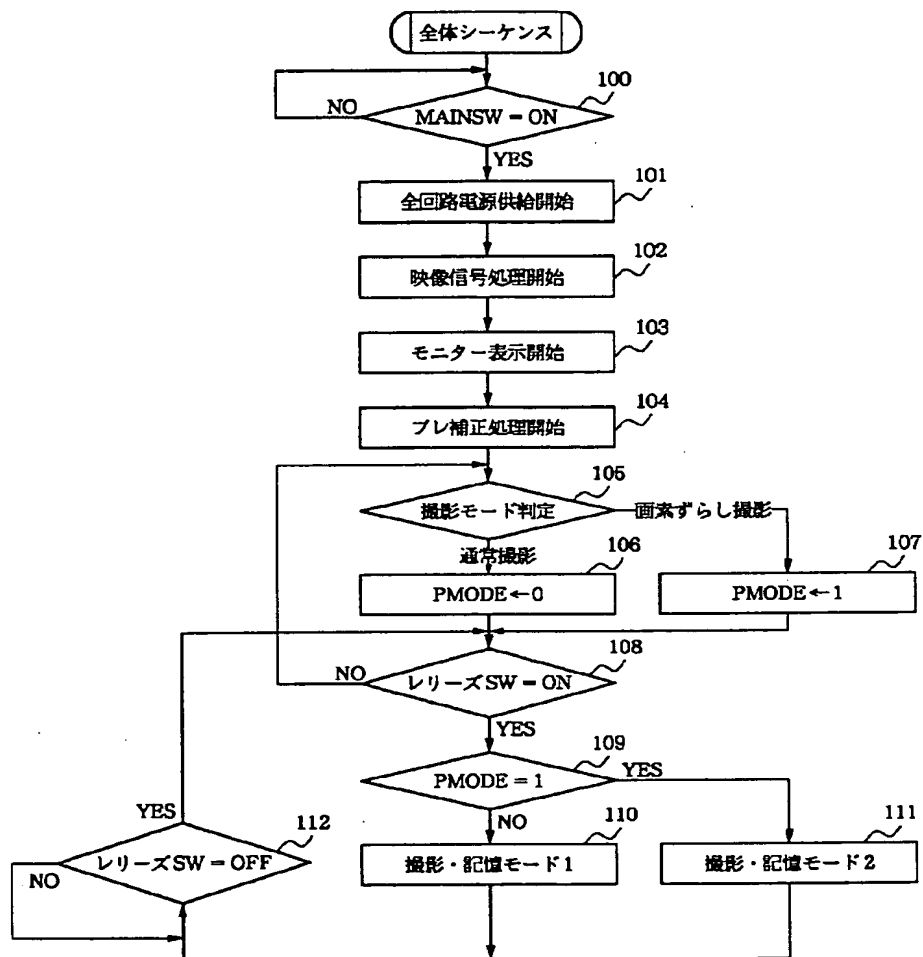 全体シーケンス
100
NO
MAINSW = ON
YES
101
全回路電源供給開始
102
映像信号処理開始
103
モニター表示開始
104
ブレ補正処理開始
105
撮影モード判定
画素ずらし撮影
通常撮影
106
107
PMODE←0
PMODE←1
108
NO
レリーズSW = ON
YES
109
PMODE = 1
YES
YES
112
NO
110
111
レリーズSW = OFF
NO
撮影・記憶モード1
撮影・記憶モード2